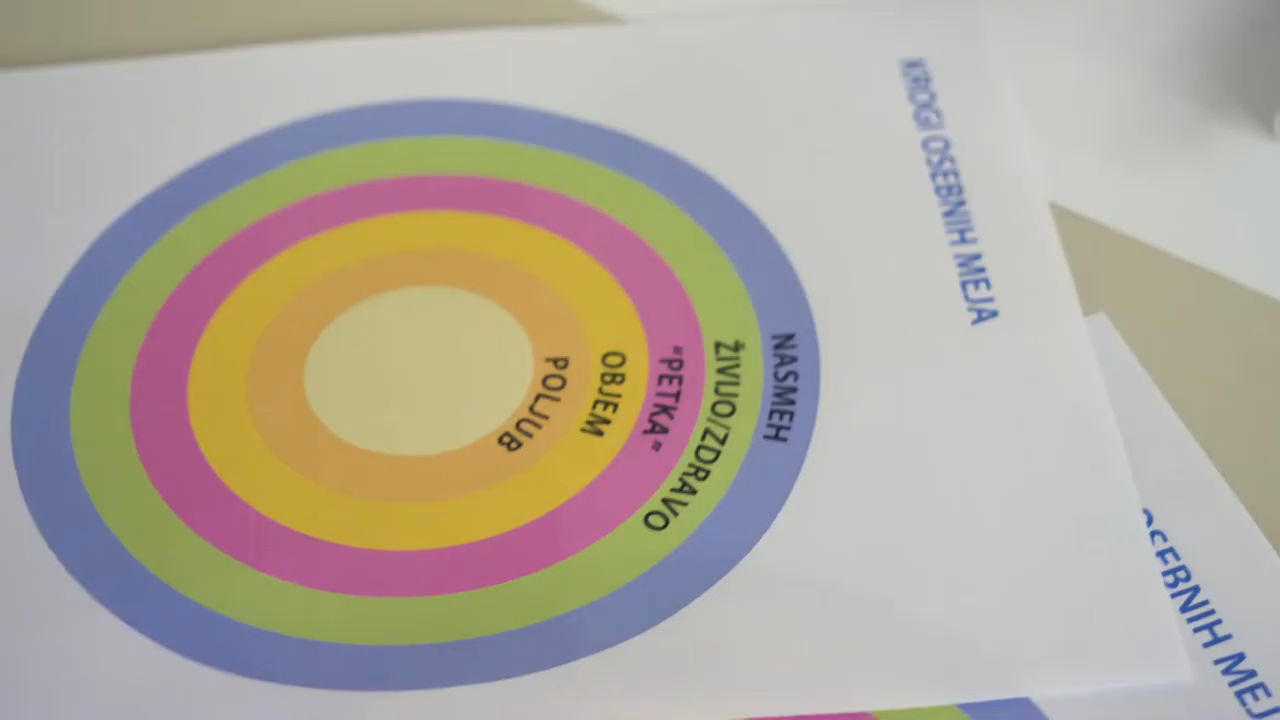 KROGI OSEBNIH MEJA
NASMEH
ŽIVIJO/ZDRAVO
"PETKA"
OBJEM
POLJUB
OSEBNIH MEJ